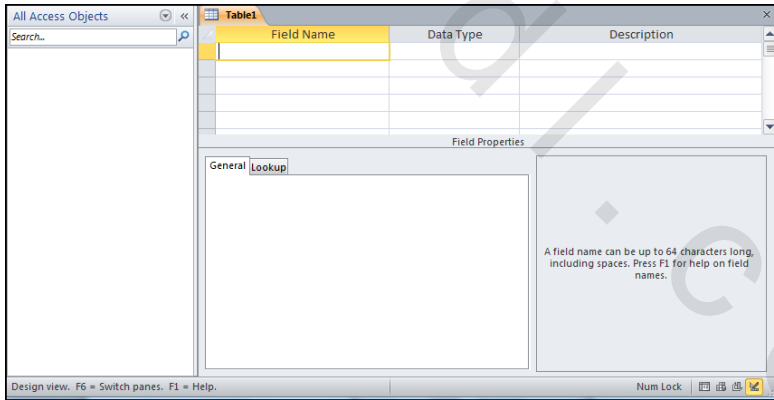 All Access Objects
Search...
Table1
Field Name Data Type Description
Field Properties
General Lookup
A field name can be up to 64 characters long,
including spaces. Press F1 for help on field
names.
Design view. F6 = Switch panes. F1 = Help.
Num Lock